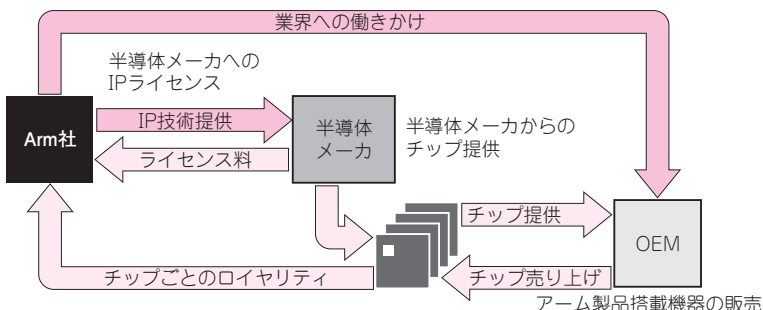 業界への働きかけ
半導体メーカへの
IPライセンス
Arm社
IP技術提供
ライセンス料
半導体
メーカ
半導体メーカからの
チップ提供
チップ提供
OEM
チップごとのロイヤリティ
チップ売り上げ
アーム製品搭載機器の販売